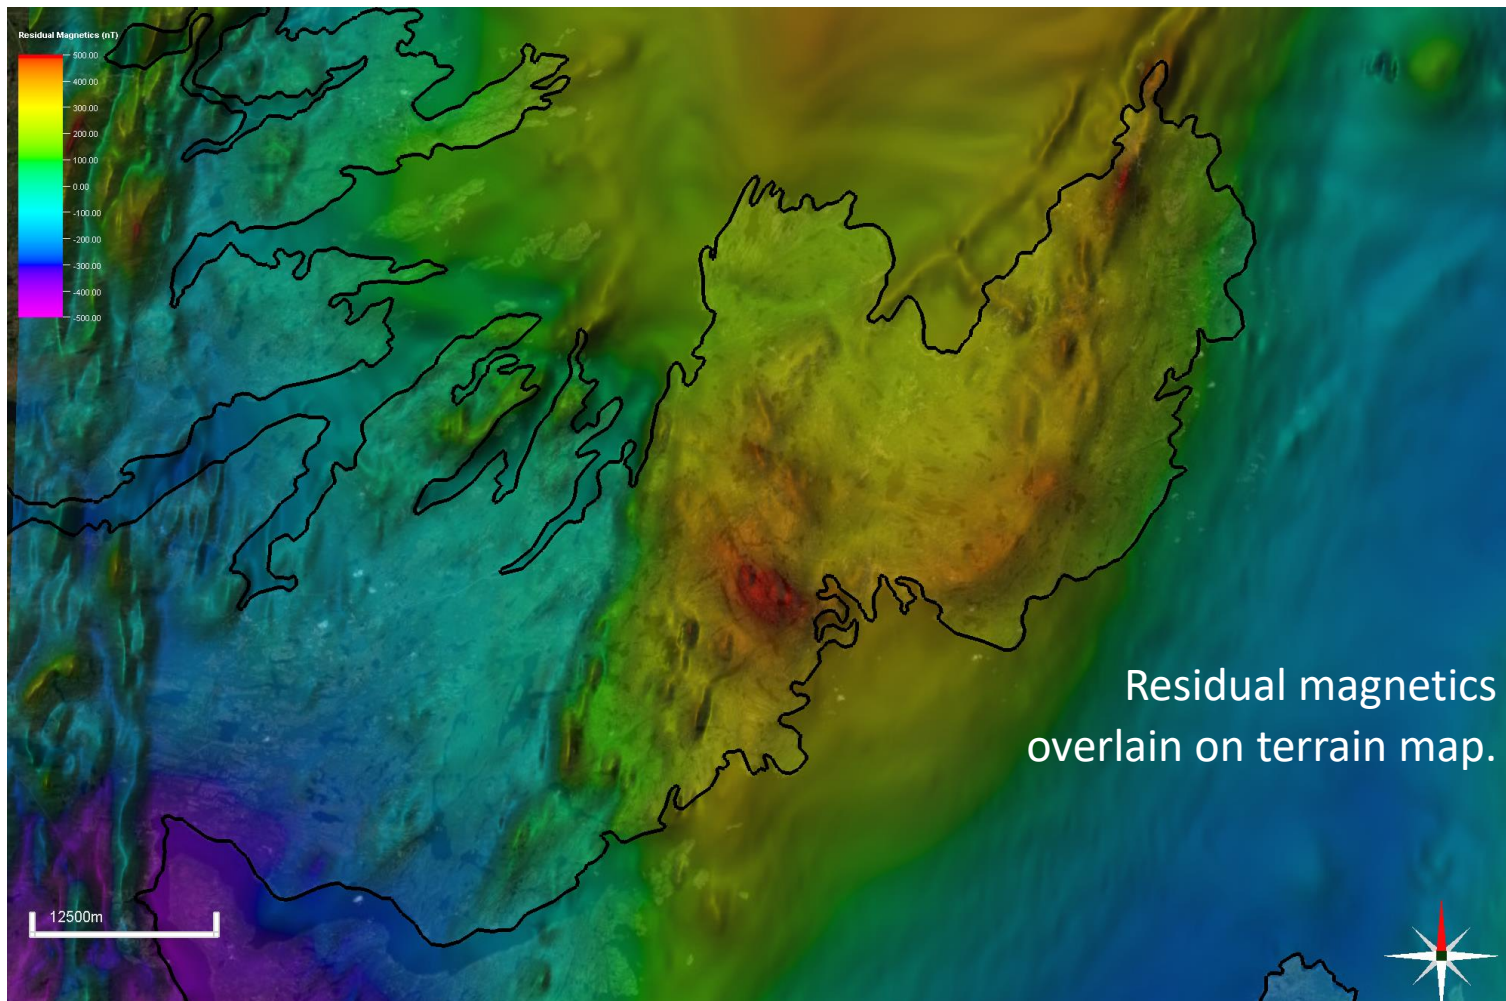 Residual Magnetics (nT)
500.00
400.00
300.00
200.00
100.00
0.00
-100.00
-200.00
-300.00
-400.00
-500.00
Residual magnetics
overlain on terrain map.
12500m